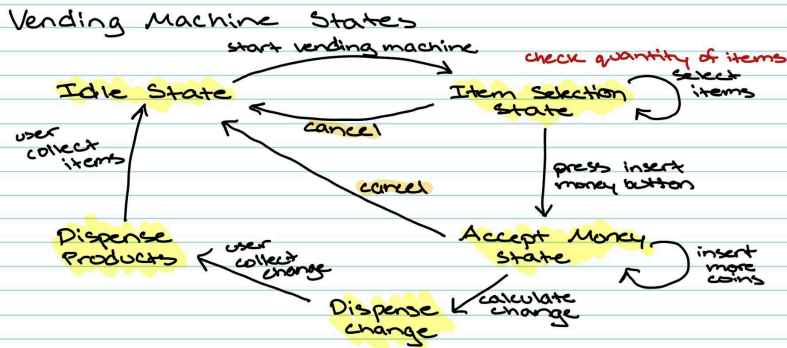 Vending Machine States
start vending machine
check quantity of items
Idle State
Item Selection
State
select
items
cancel
user
collect
items
press insert
money button
cancel
Dispense
Products
user
collect
change
Accept Money
State
insert
more
coins
calculate
change
Dispense
change